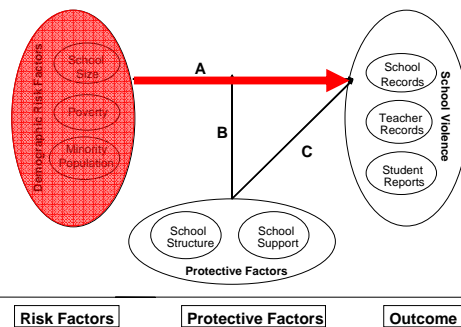 Demographic Risk Factors
School
Size
Poverty
Minority
Population
A
B
C
School Violence
School
Records
Teacher
Records
Student
Reports
School
Structure
School
Support
Protective Factors
Risk Factors
Protective Factors
Outcome